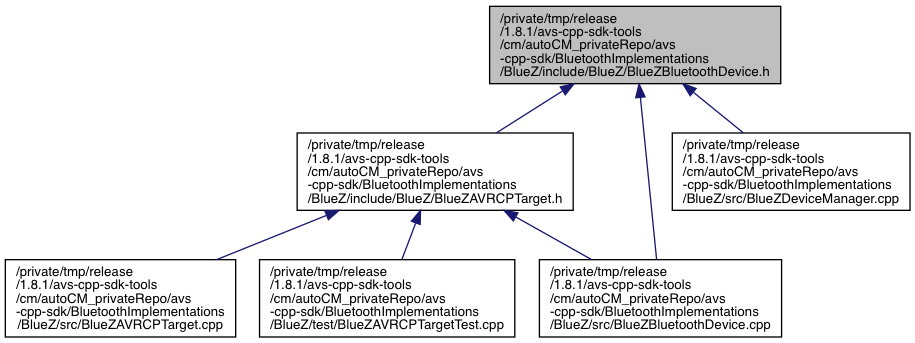 /private/tmp/release
/1.8.1/avs-cpp-sdk-tools
/cm/autoCM_privateRepo/avs
-cpp-sdk/BluetoothImplementations
/BlueZ/include/BlueZ/BlueZBluetoothDevice.h
/private/tmp/release
/1.8.1/avs-cpp-sdk-tools
/cm/autoCM_privateRepo/avs
-cpp-sdk/BluetoothImplementations
/BlueZ/include/BlueZ/BlueZAVRCPTarget.h
/private/tmp/release
/1.8.1/avs-cpp-sdk-tools
/cm/autoCM_privateRepo/avs
-cpp-sdk/BluetoothImplementations
/BlueZ/src/BlueZDeviceManager.cpp
/private/tmp/release
/1.8.1/avs-cpp-sdk-tools
/cm/autoCM_privateRepo/avs
-cpp-sdk/BluetoothImplementations
/BlueZ/src/BlueZAVRCPTarget.cpp
/private/tmp/release
/1.8.1/avs-cpp-sdk-tools
/cm/autoCM_privateRepo/avs
-cpp-sdk/BluetoothImplementations
/BlueZ/test/BlueZAVRCPTargetTest.cpp
/private/tmp/release
/1.8.1/avs-cpp-sdk-tools
/cm/autoCM_privateRepo/avs
-cpp-sdk/BluetoothImplementations
/BlueZ/src/BlueZBluetoothDevice.cpp